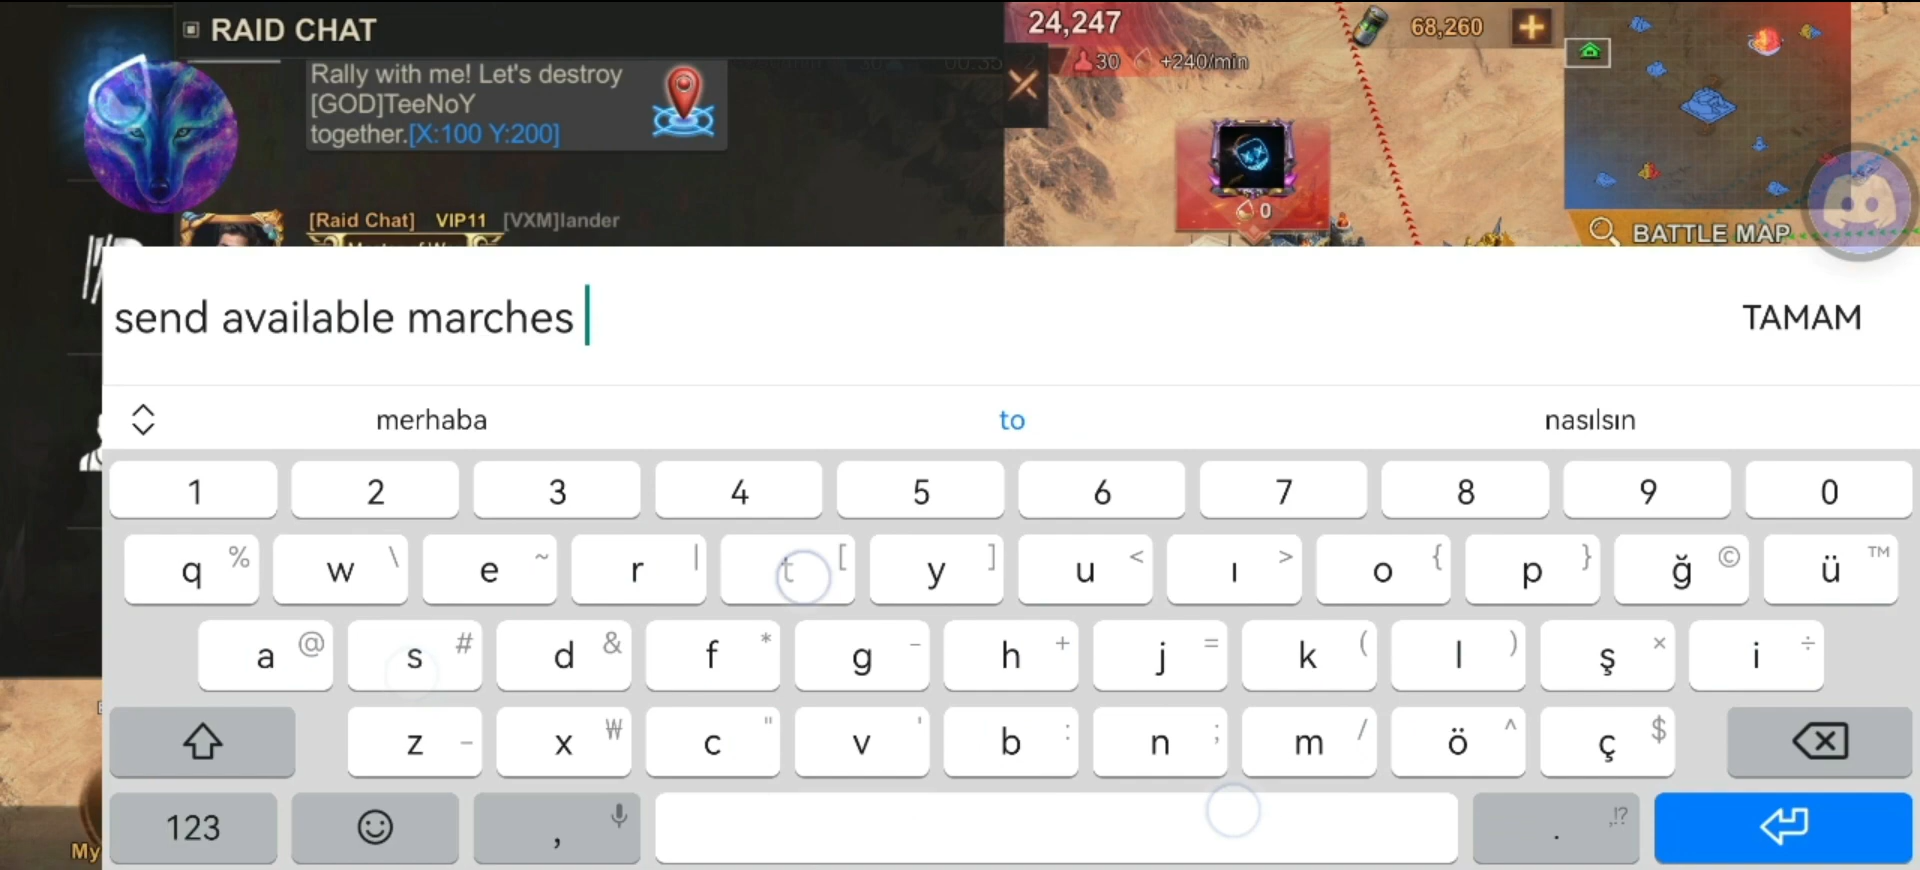 RAID CHAT
24,247
68,260
30
+240/min
Rally with me! Let's destroy
[GOD]TeeNoY
together.[X:100 Y:200]
0
[Raid Chat] VIP11 [VXM]lander
BATTLE MAP
send available marches
TAMAM
merhaba to nasılsın
1 2 3 4 5 6 7 8 9 0
q % w \ e ~ r | t [ y ] u < ı > o { p } ğ © ü ™
a @ s # d & f * g - h + j = k ( l ) ş × i ÷
z _ x ₩ c " v ' b : n ; m / ö ^ ç $
123 , . ,!?
My